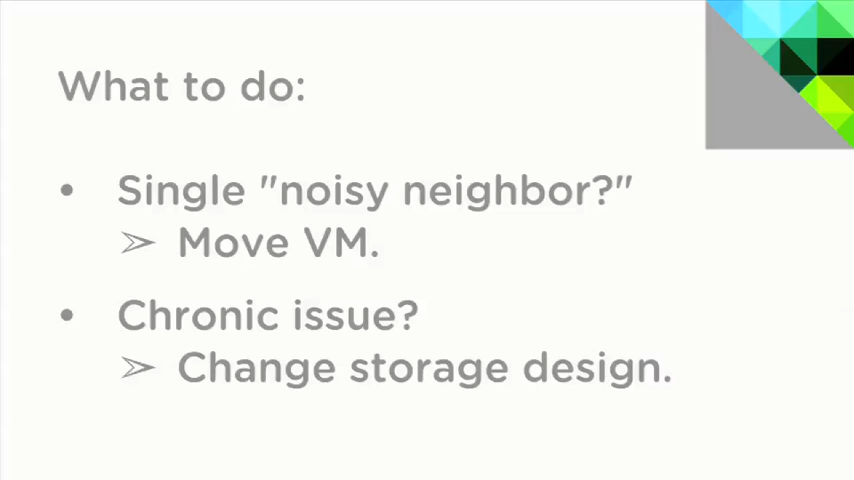 What to do:
• Single "noisy neighbor?"
➢ Move VM.
• Chronic issue?
➢ Change storage design.